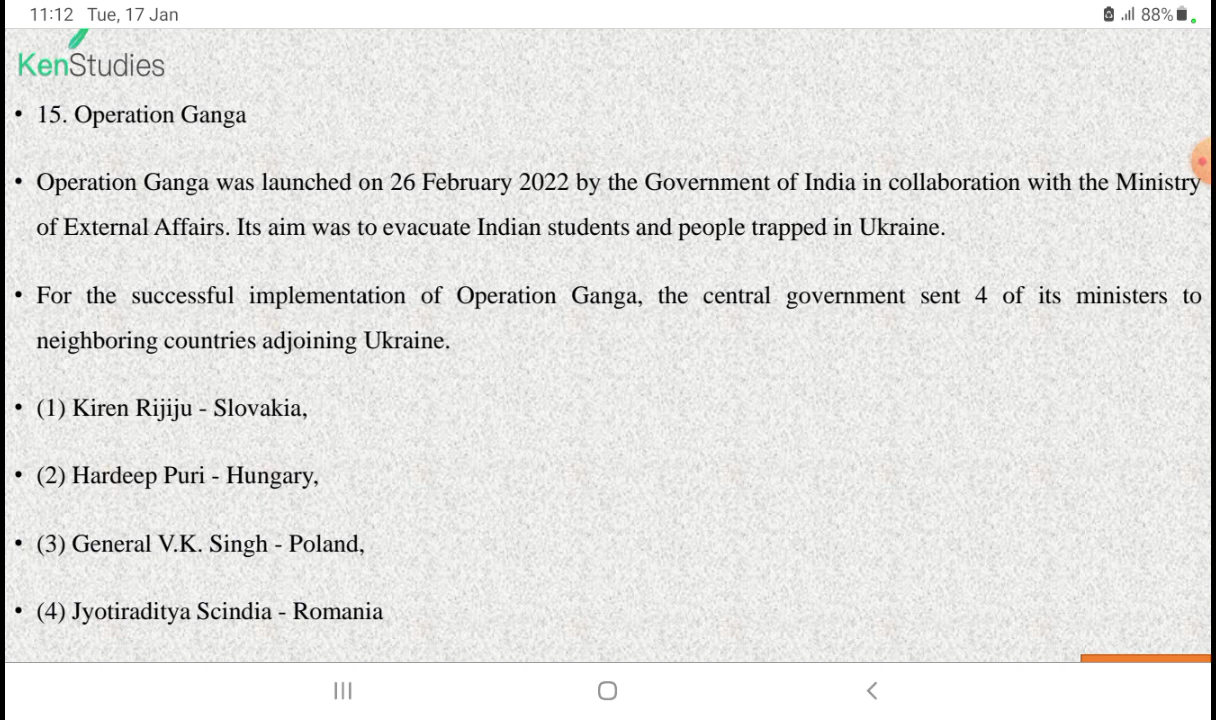 11:12 Tue, 17 Jan 88%
KenStudies
• 15. Operation Ganga
• Operation Ganga was launched on 26 February 2022 by the Government of India in collaboration with the Ministry
of External Affairs. Its aim was to evacuate Indian students and people trapped in Ukraine.
• For the successful implementation of Operation Ganga, the central government sent 4 of its ministers to
neighboring countries adjoining Ukraine.
• (1) Kiren Rijiju - Slovakia,
• (2) Hardeep Puri - Hungary,
• (3) General V.K. Singh - Poland,
• (4) Jyotiraditya Scindia - Romania